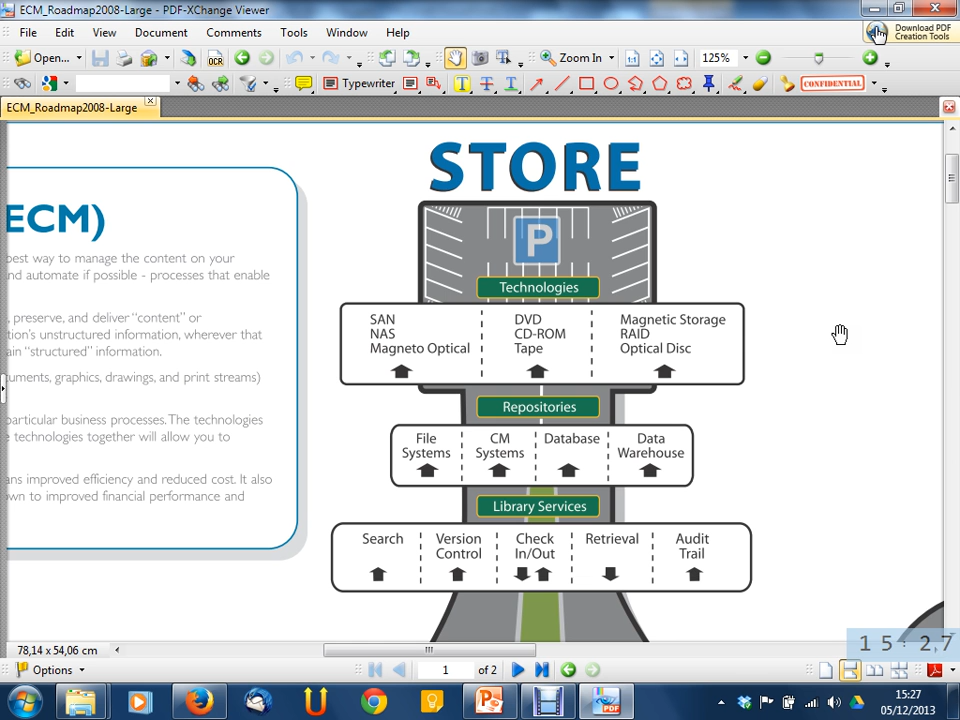 ECM_Roadmap2008-Large - PDF-XChange Viewer
File Edit View Document Comments Tools Window Help
Download PDF
Creation Tools
Open...
OCR
Zoom In
125%
Typewriter
CONFIDENTIAL
ECM_Roadmap2008-Large
STORE
P
Technologies
SAN
NAS
Magneto Optical
DVD
CD-ROM
Tape
Magnetic Storage
RAID
Optical Disc
Repositories
File
Systems
CM
Systems
Database
Data
Warehouse
Library Services
Search
Version
Control
Check
In/Out
Retrieval
Audit
Trail
ECM)
best way to manage the content on your
nd automate if possible - processes that enable
, preserve, and deliver “content” or
tion’s unstructured information, wherever that
ain “structured” information.
cuments, graphics, drawings, and print streams)
particular business processes. The technologies
e technologies together will allow you to
ans improved efficiency and reduced cost. It also
own to improved financial performance and
78,14 x 54,06 cm
15:2,7
Options
1 of 2
15:27
05/12/2013